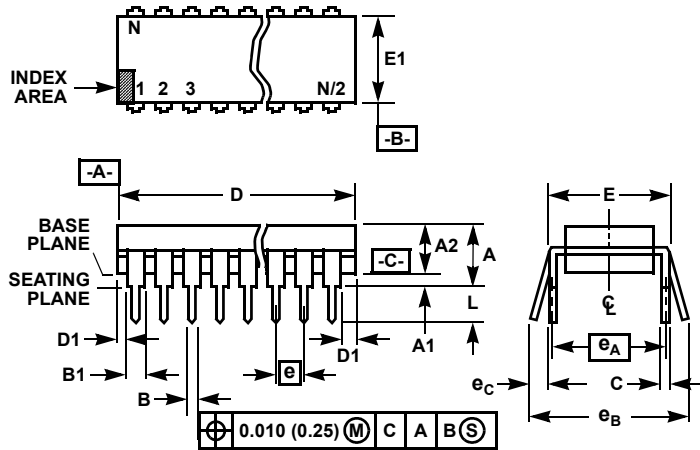 N
E1
INDEX
AREA
1 2 3 N/2
-B-
-A-
D
E
BASE
PLANE
A2
A
-C-
SEATING
PLANE
L
CL
D1
A1
D1
e
eA
B1
eC
C
B
eB
0.010 (0.25) M C A B S